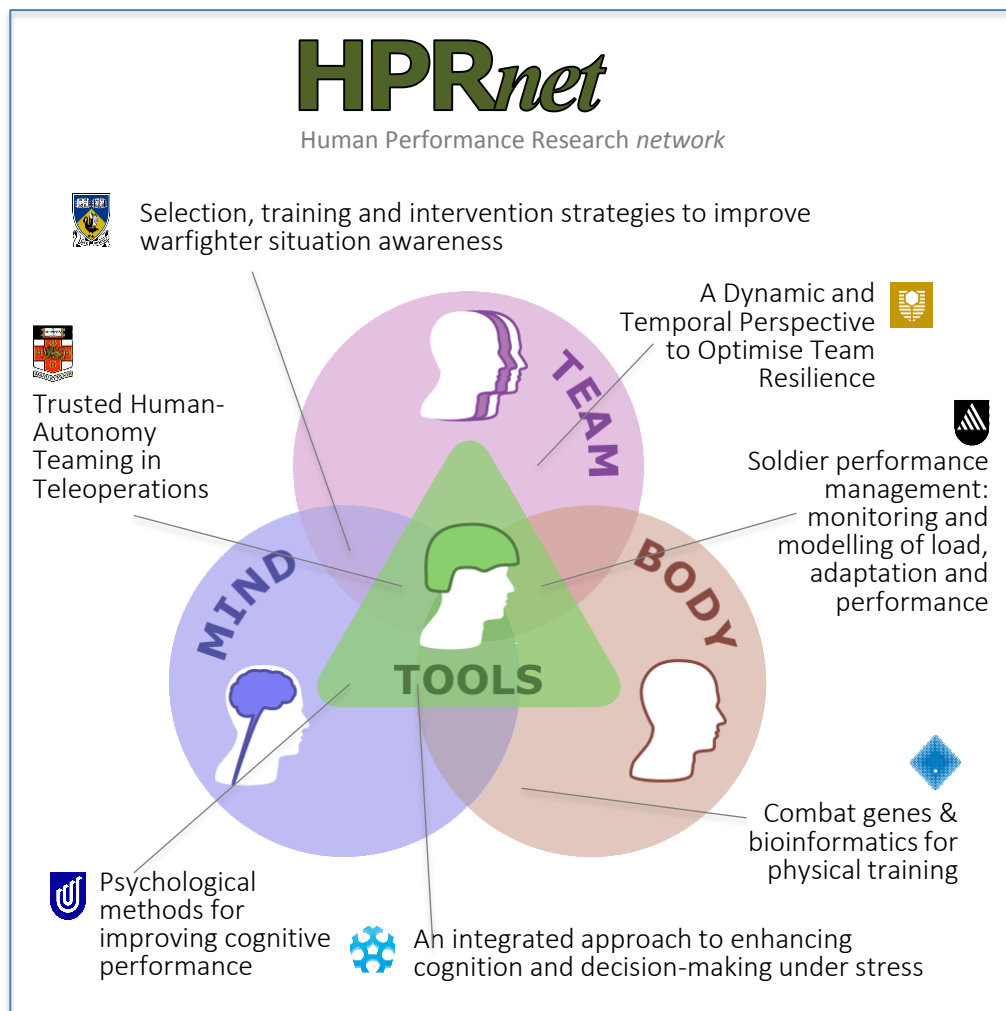 HPRnet
Human Performance Research network
Selection, training and intervention strategies to improve
warfighter situation awareness
A Dynamic and
Temporal Perspective
to Optimise Team
Resilience
Trusted Human-
Autonomy
Teaming in
Teleoperations
TEAM
Soldier performance
management:
monitoring and
modelling of load,
adaptation and
performance
MIND
BODY
TOOLS
Combat genes &
bioinformatics for
physical training
Psychological
methods for
improving cognitive
performance
An integrated approach to enhancing
cognition and decision-making under stress